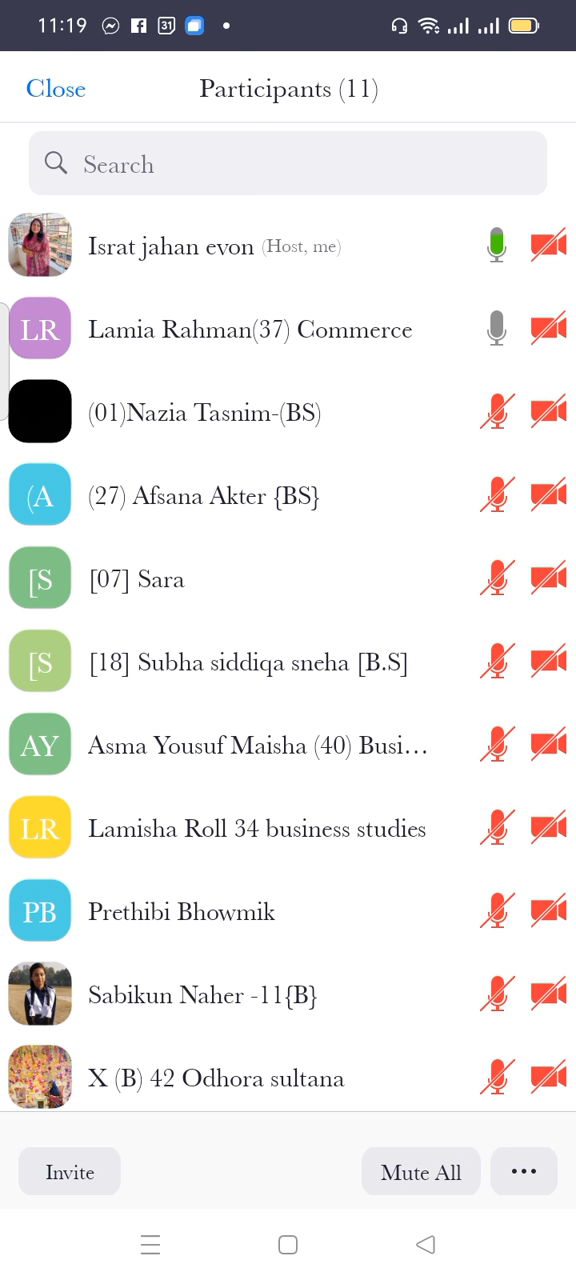 11:19
31
Close
Participants (11)
Search
Israt jahan evon (Host, me)
LR
Lamia Rahman(37) Commerce
(01)Nazia Tasnim-(BS)
(A
(27) Afsana Akter {BS}
[S
[07] Sara
[S
[18] Subha siddiqa sneha [B.S]
AY
Asma Yousuf Maisha (40) Busi...
LR
Lamisha Roll 34 business studies
PB
Prethibi Bhowmik
Sabikun Naher -11{B}
X (B) 42 Odhora sultana
Invite
Mute All